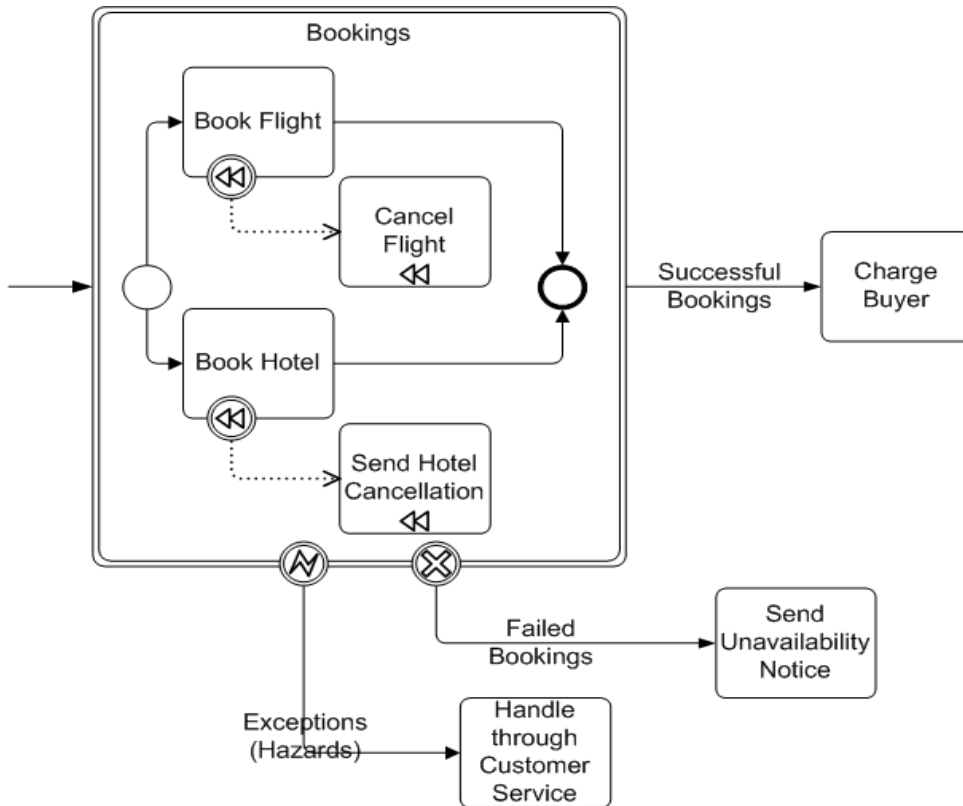 Bookings
Book Flight
Cancel
Flight
Successful
Bookings
Charge
Buyer
Book Hotel
Send Hotel
Cancellation
Failed
Bookings
Send
Unavailability
Notice
Exceptions
(Hazards)
Handle
through
Customer
Service